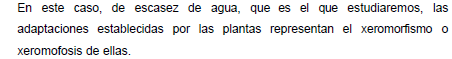 En este caso, de escasez de agua, que es el que estudiaremos, las
adaptaciones establecidas por las plantas representan el xeromorfismo o
xeromofosis de ellas.